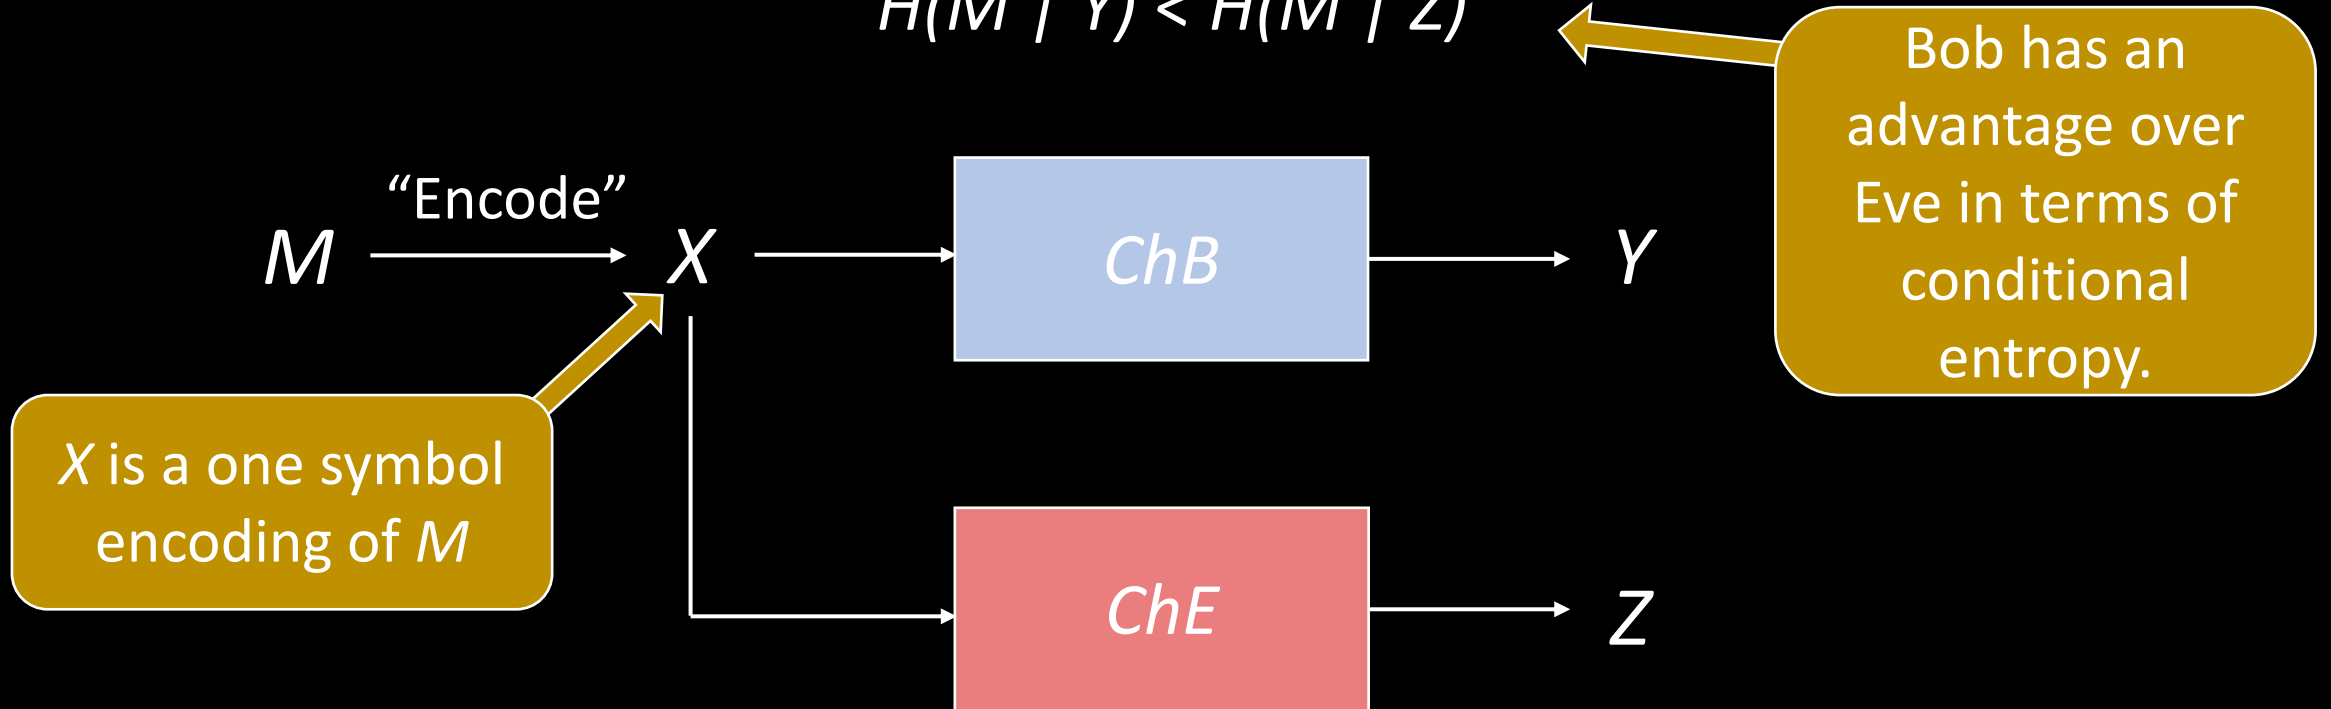 H(M | Y) < H(M | Z)
Bob has an
advantage over
Eve in terms of
conditional
entropy.
“Encode”
M
X
ChB
Y
X is a one symbol
encoding of M
ChE
Z